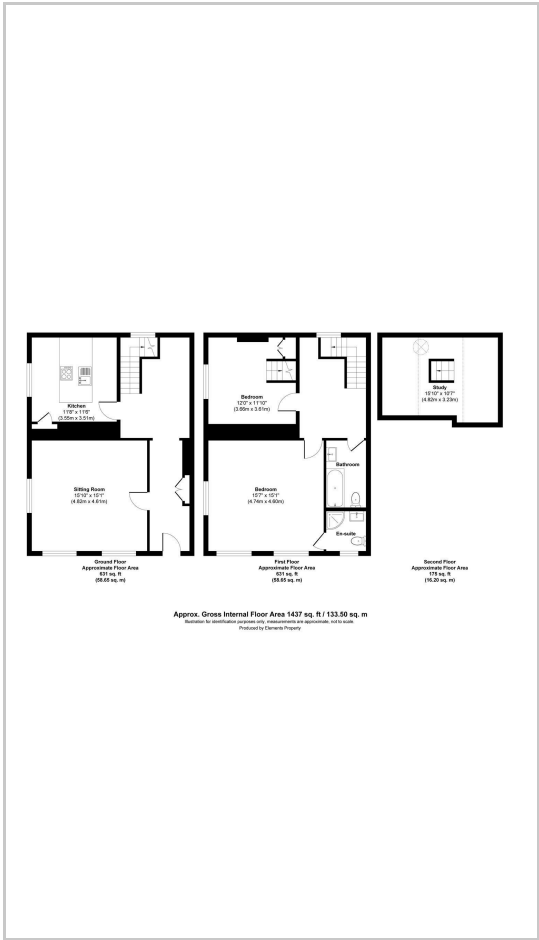 Kitchen
11'8" x 11'6"
(3.55m x 3.51m)
Sitting Room
15'10" x 15'1"
(4.82m x 4.61m)
Ground Floor
Approximate Floor Area
631 sq. ft
(58.65 sq. m)
Bedroom
12'0" x 11'10"
(3.66m x 3.61m)
Bedroom
15'7" x 15'1"
(4.74m x 4.60m)
Bathroom
En-suite
First Floor
Approximate Floor Area
631 sq. ft
(58.65 sq. m)
Study
15'10" x 10'7"
(4.82m x 3.23m)
Second Floor
Approximate Floor Area
175 sq. ft
(16.20 sq. m)
Approx. Gross Internal Floor Area 1437 sq. ft / 133.50 sq. m
Illustration for identification purposes only, measurements are approximate, not to scale.
Produced by Elements Property